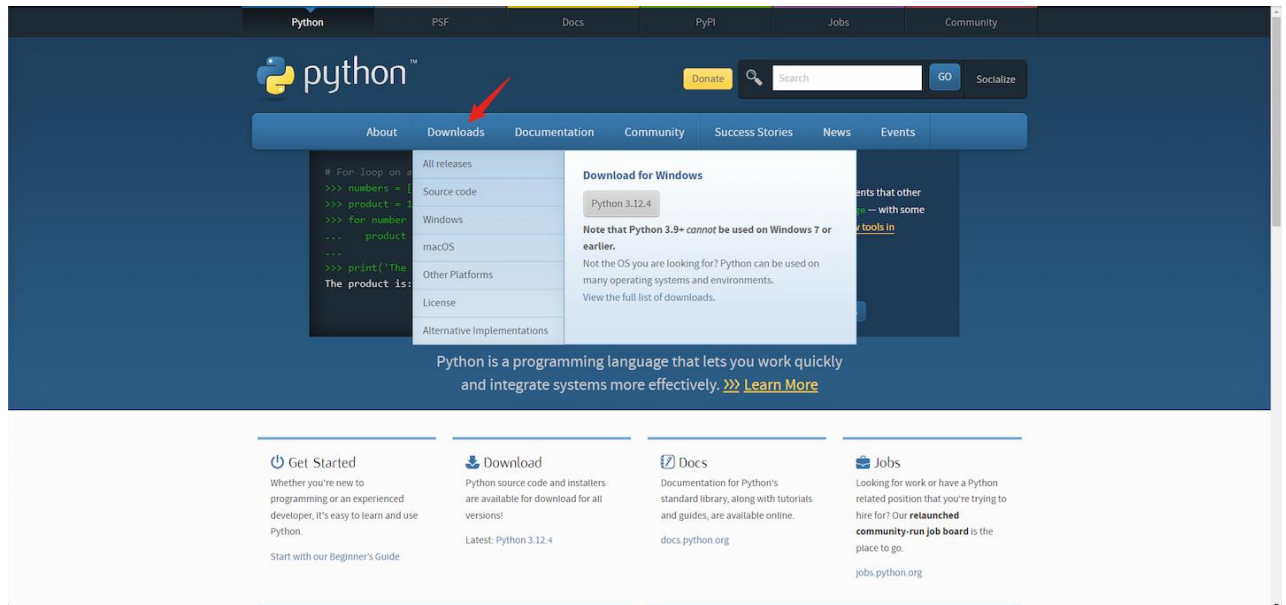 Python PSF Docs PyPI Jobs Community
python™
Donate Search GO Socialize
About Downloads Documentation Community Success Stories News Events
# For loop on a
>>> numbers = [
>>> product = 1
>>> for number
... product
...
>>> print('The
The product is:
All releases
Source code
Windows
macOS
Other Platforms
License
Alternative Implementations
Download for Windows
Python 3.12.4
Note that Python 3.9+ cannot be used on Windows 7 or
earlier.
Not the OS you are looking for? Python can be used on
many operating systems and environments.
View the full list of downloads.
that other
— with some
tools in
Python is a programming language that lets you work quickly
and integrate systems more effectively. >>> Learn More
Get Started
Whether you're new to
programming or an experienced
developer, it's easy to learn and use
Python.
Start with our Beginner's Guide
Download
Python source code and installers
are available for download for all
versions!
Latest: Python 3.12.4
Docs
Documentation for Python's
standard library, along with tutorials
and guides, are available online.
docs.python.org
Jobs
Looking for work or have a Python
related position that you're trying to
hire for? Our relaunched
community-run job board is the
place to go.
jobs.python.org